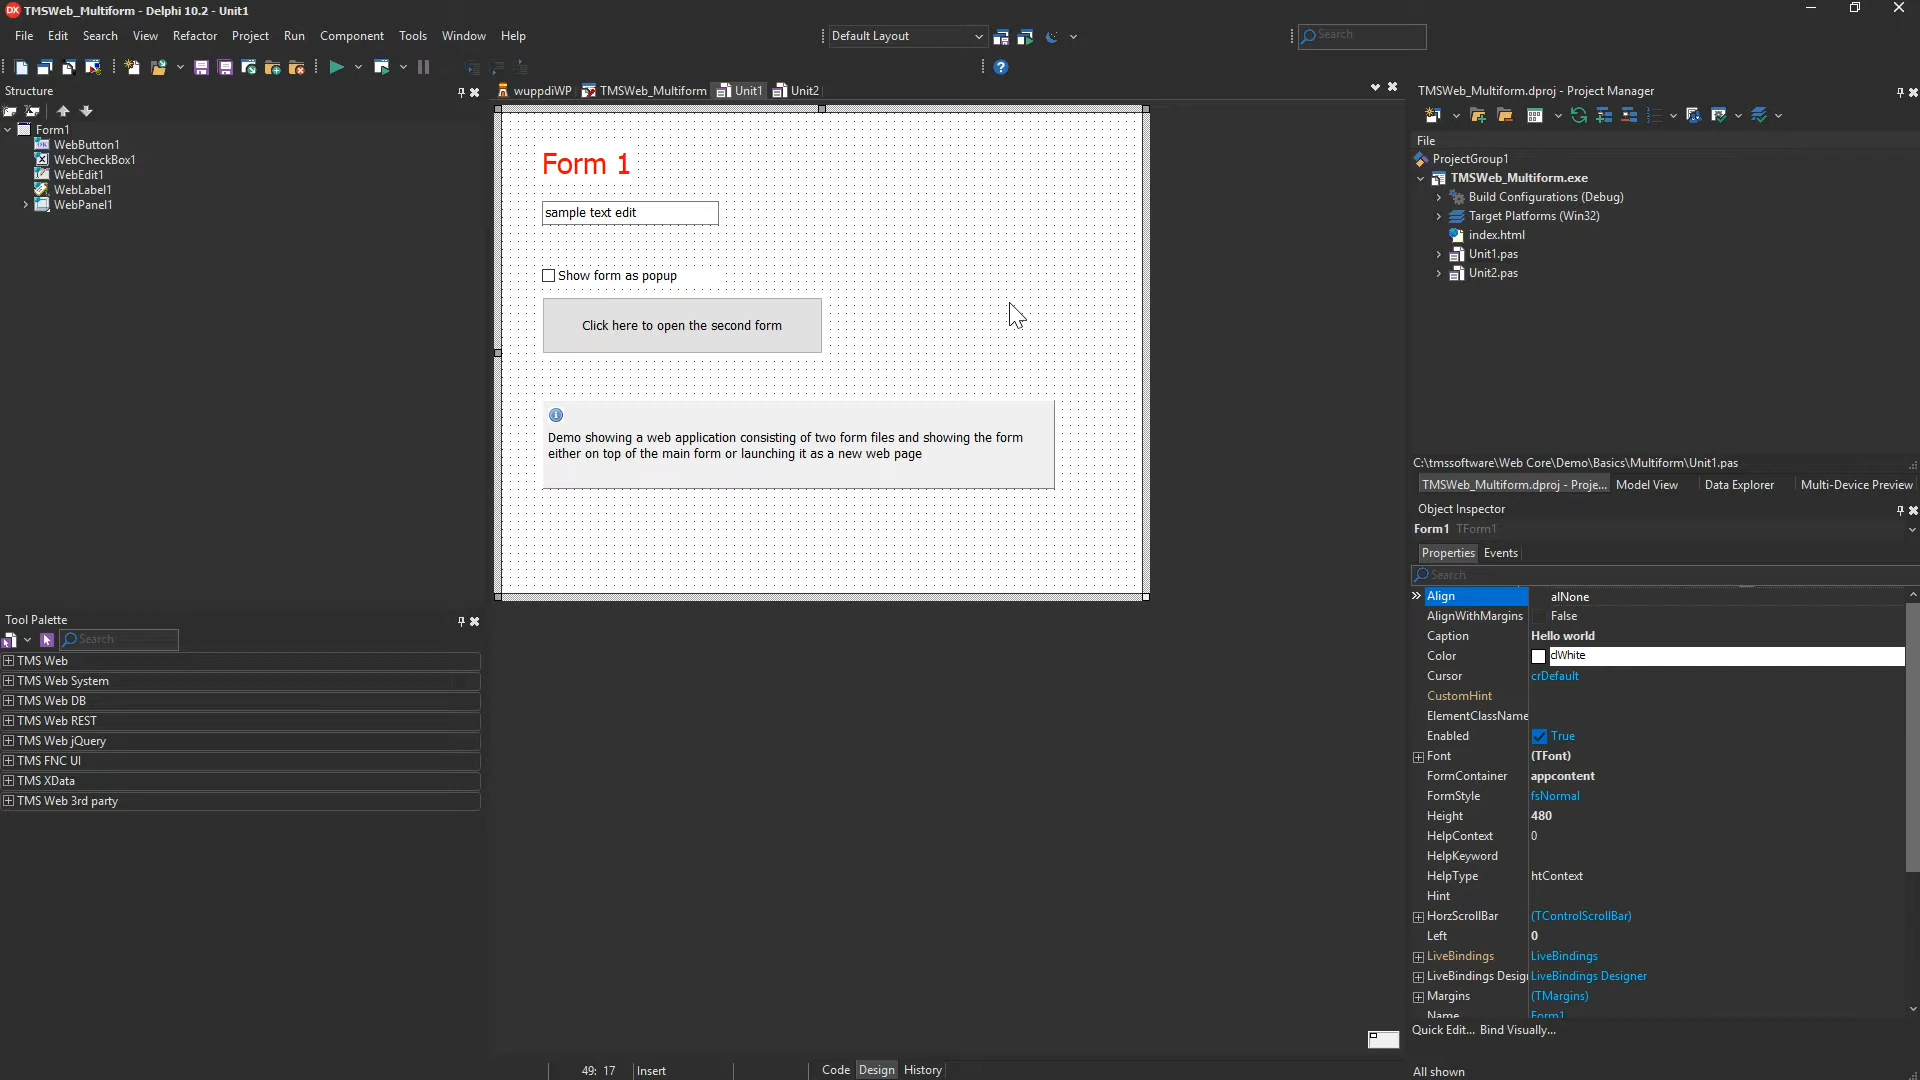 TMSWeb_Multiform - Delphi 10.2 - Unit1
File Edit Search View Refactor Project Run Component Tools Window Help
Default Layout
Search
Structure
Form1
WebButton1
WebCheckBox1
WebEdit1
WebLabel1
WebPanel1
Tool Palette
Search
TMS Web
TMS Web System
TMS Web DB
TMS Web REST
TMS Web jQuery
TMS FNC UI
TMS XData
TMS Web 3rd party
wuppdiWP TMSWeb_Multiform Unit1 Unit2
Form 1
sample text edit
Show form as popup
Click here to open the second form
Demo showing a web application consisting of two form files and showing the form
either on top of the main form or launching it as a new web page
49: 17 Insert
Code Design History
TMSWeb_Multiform.dproj - Project Manager
File
ProjectGroup1
TMSWeb_Multiform.exe
Build Configurations (Debug)
Target Platforms (Win32)
index.html
Unit1.pas
Unit2.pas
C:\tmssoftware\Web Core\Demo\Basics\Multiform\Unit1.pas
TMSWeb_Multiform.dproj - Proje... Model View Data Explorer Multi-Device Preview
Object Inspector
Form1 TForm1
Properties Events
Search
Align alNone
AlignWithMargins False
Caption Hello world
Color clWhite
Cursor crDefault
CustomHint
ElementClassName
Enabled True
Font (TFont)
FormContainer appcontent
FormStyle fsNormal
Height 480
HelpContext 0
HelpKeyword
HelpType htContext
Hint
HorzScrollBar (TControlScrollBar)
Left 0
LiveBindings LiveBindings
LiveBindings Desig LiveBindings Designer
Margins (TMargins)
Name Form1
Quick Edit... Bind Visually...
All shown